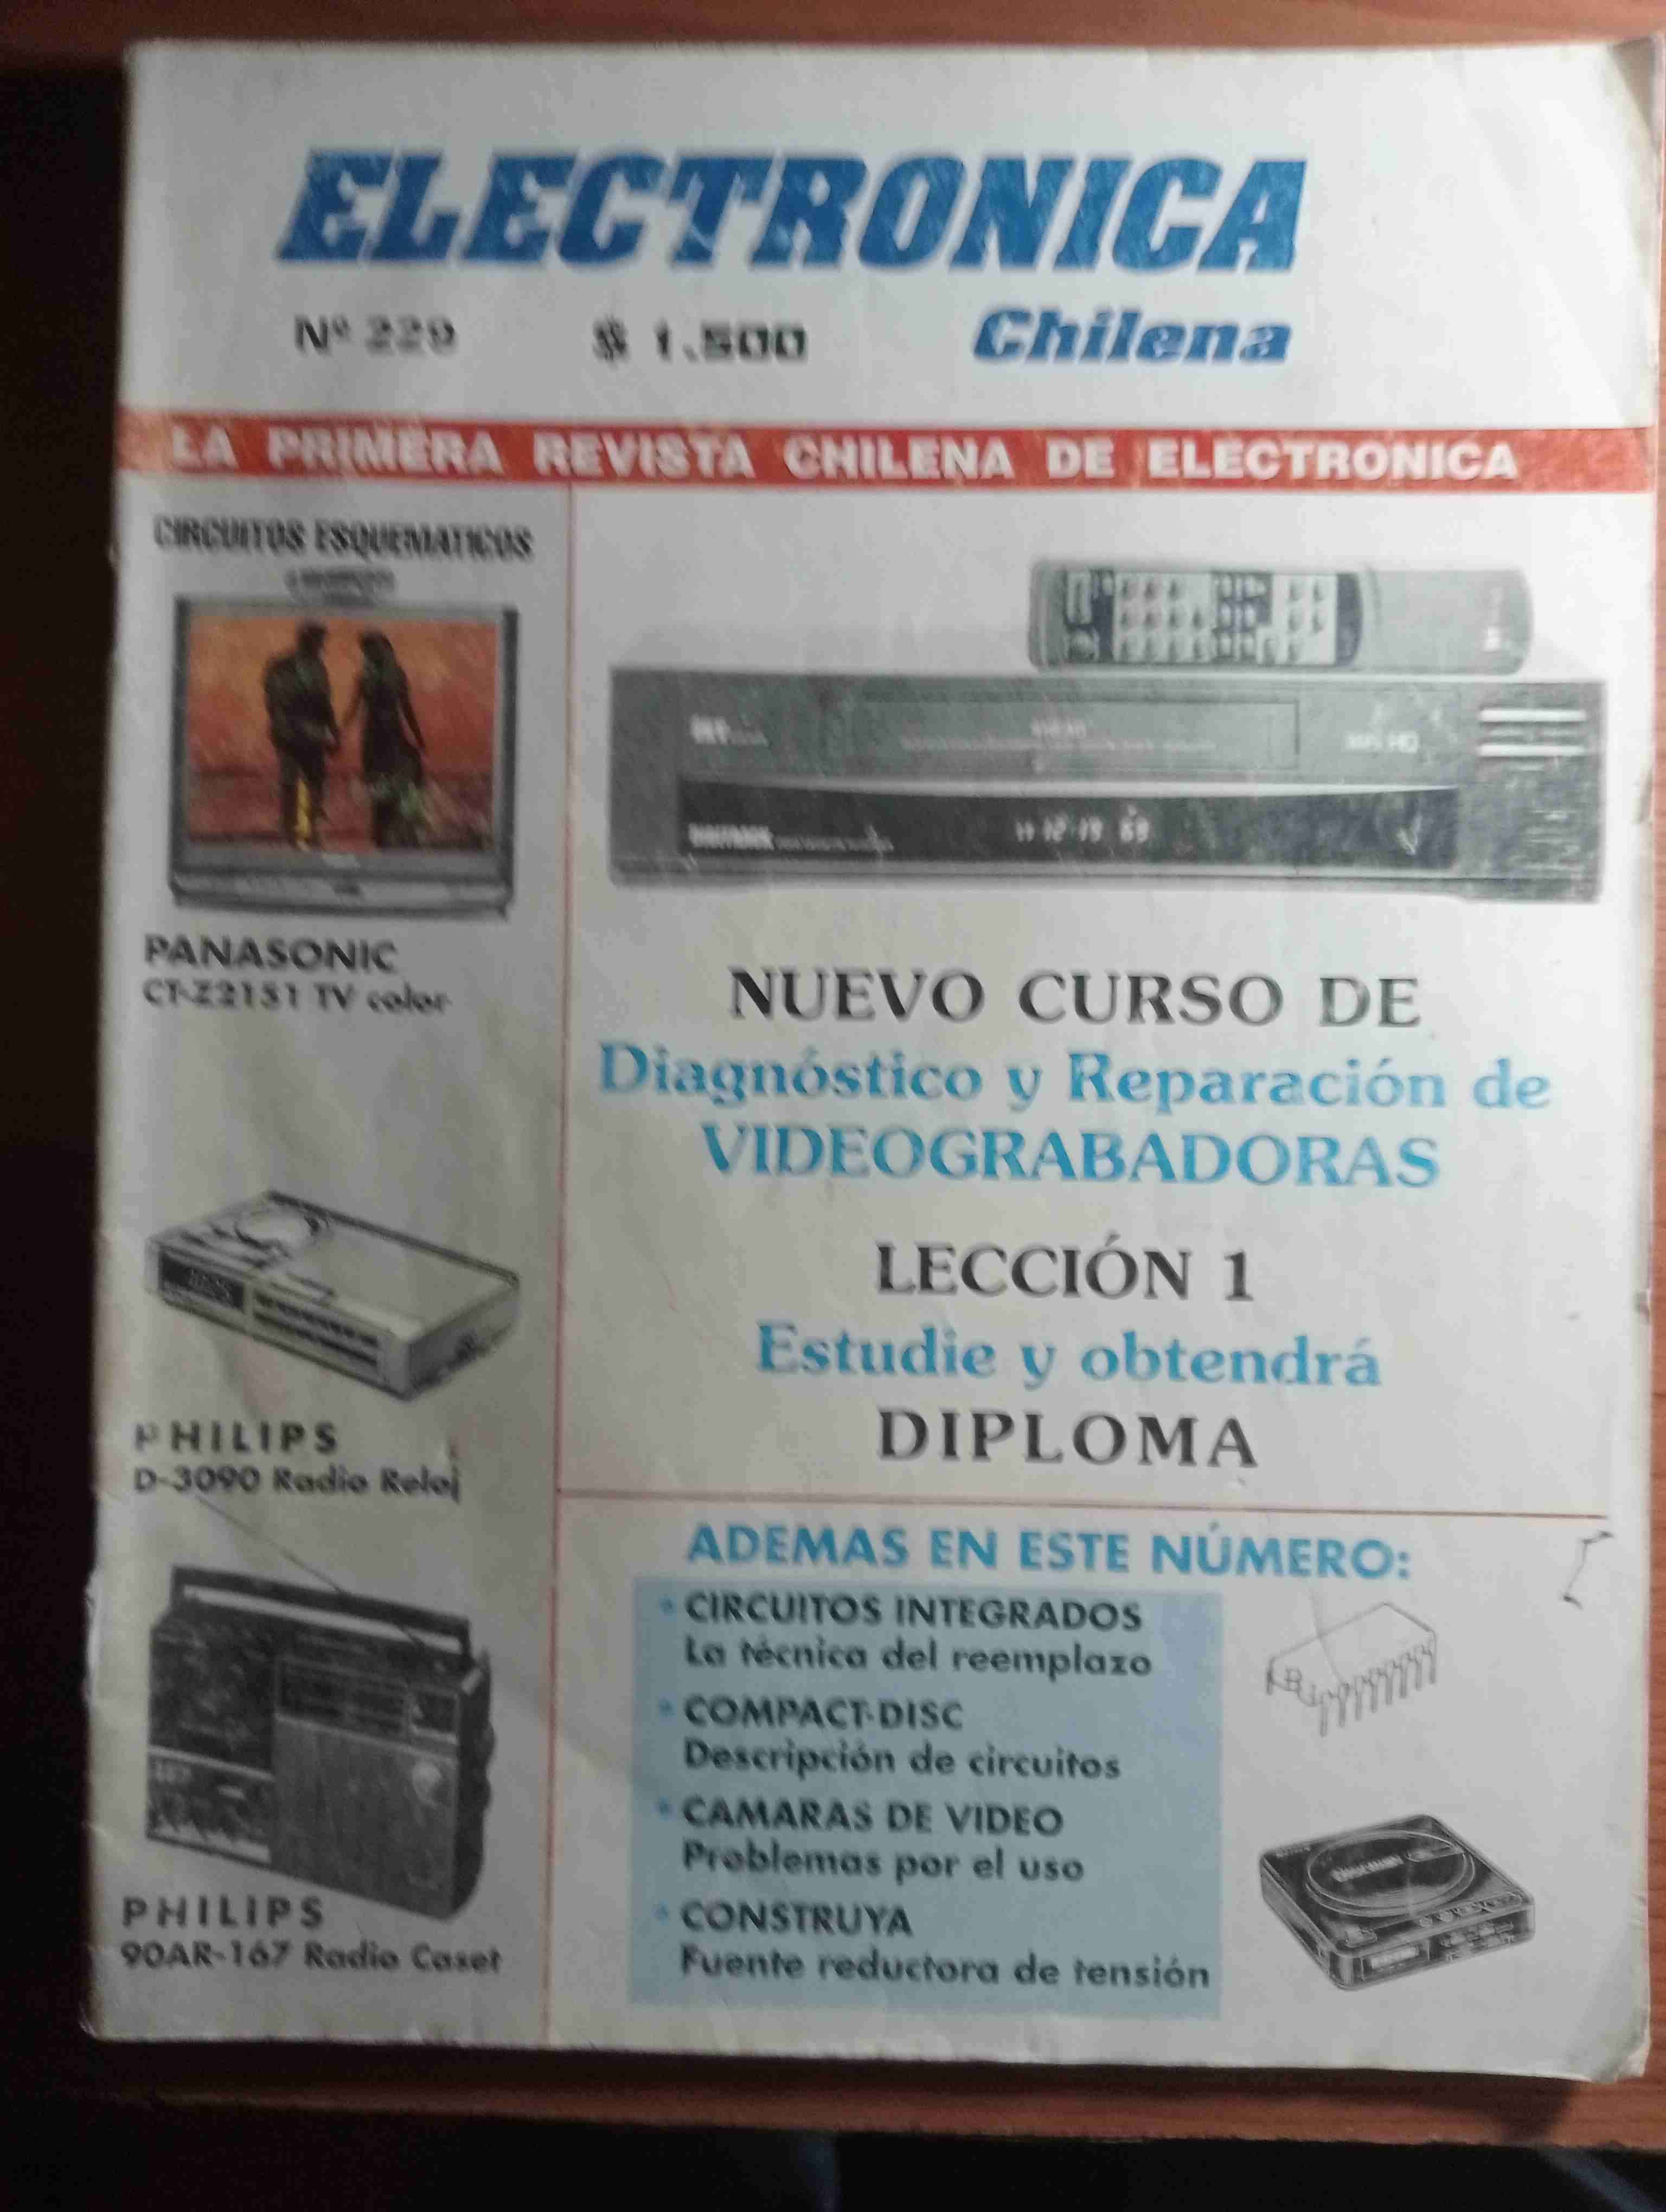 ELECTRONICA
Nº 229 $ 1.500 Chilena
LA PRIMERA REVISTA CHILENA DE ELECTRONICA
CIRCUITOS ESQUEMATICOS
PANASONIC
CT-Z2151 TV color
PHILIPS
D-3090 Radio Reloj
PHILIPS
90AR-167 Radio Caset
NUEVO CURSO DE
Diagnóstico y Reparación de
VIDEOGRABADORAS
LECCIÓN 1
Estudie y obtendrá
DIPLOMA
ADEMAS EN ESTE NÚMERO:
* CIRCUITOS INTEGRADOS
La técnica del reemplazo
* COMPACT-DISC
Descripción de circuitos
* CAMARAS DE VIDEO
Problemas por el uso
* CONSTRUYA
Fuente reductora de tensión